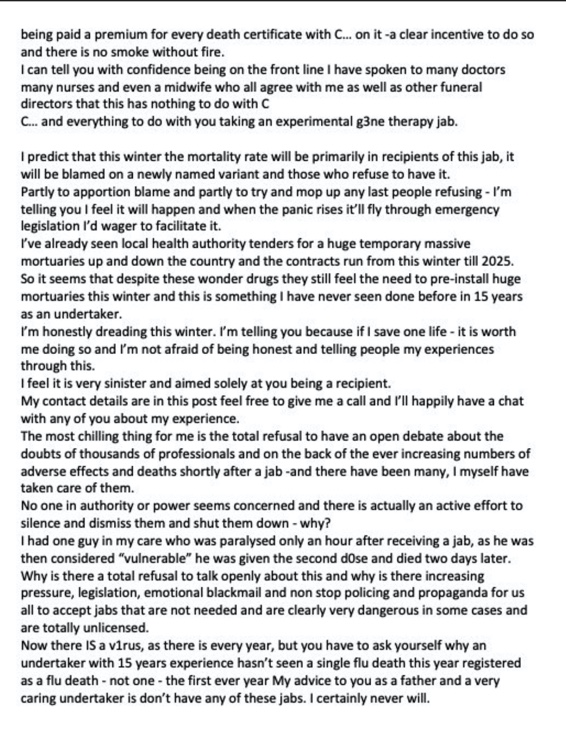 being paid a premium for every death certificate with C... on it -a clear incentive to do so
and there is no smoke without fire.
I can tell you with confidence being on the front line I have spoken to many doctors
many nurses and even a midwife who all agree with me as well as other funeral
directors that this has nothing to do with C
C... and everything to do with you taking an experimental g3ne therapy jab.
I predict that this winter the mortality rate will be primarily in recipients of this jab, it
will be blamed on a newly named variant and those who refuse to have it.
Partly to apportion blame and partly to try and mop up any last people refusing - I'm
telling you I feel it will happen and when the panic rises it'll fly through emergency
legislation I'd wager to facilitate it.
I've already seen local health authority tenders for a huge temporary massive
mortuaries up and down the country and the contracts run from this winter till 2025.
So it seems that despite these wonder drugs they still feel the need to pre-install huge
mortuaries this winter and this is something I have never seen done before in 15 years
as an undertaker.
I'm honestly dreading this winter. I'm telling you because if I save one life - it is worth
me doing so and I'm not afraid of being honest and telling people my experiences
through this.
I feel it is very sinister and aimed solely at you being a recipient.
My contact details are in this post feel free to give me a call and I'll happily have a chat
with any of you about my experience.
The most chilling thing for me is the total refusal to have an open debate about the
doubts of thousands of professionals and on the back of the ever increasing numbers of
adverse effects and deaths shortly after a jab -and there have been many, I myself have
taken care of them.
No one in authority or power seems concerned and there is actually an active effort to
silence and dismiss them and shut them down - why?
I had one guy in my care who was paralysed only an hour after receiving a jab, as he was
then considered "vulnerable" he was given the second d0se and died two days later.
Why is there a total refusal to talk openly about this and why is there increasing
pressure, legislation, emotional blackmail and non stop policing and propaganda for us
all to accept jabs that are not needed and are clearly very dangerous in some cases and
are totally unlicensed.
Now there IS a v1rus, as there is every year, but you have to ask yourself why an
undertaker with 15 years experience hasn't seen a single flu death this year registered
as a flu death - not one - the first ever year My advice to you as a father and a very
caring undertaker is don't have any of these jabs. I certainly never will.